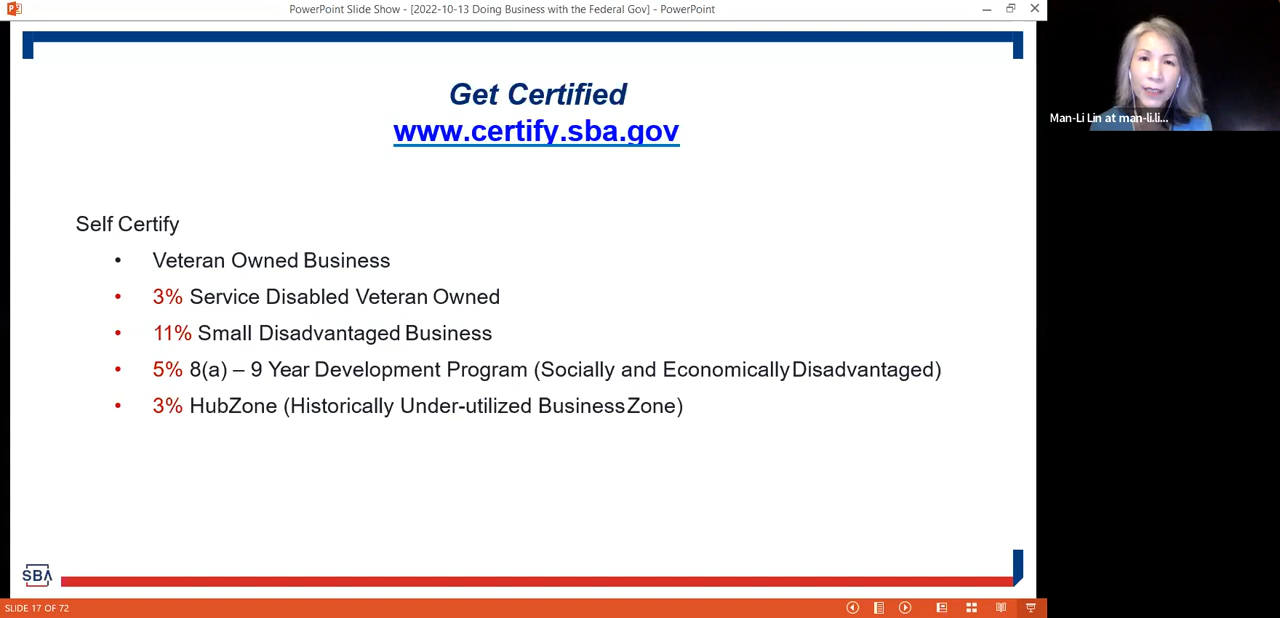 PowerPoint Slide Show - [2022-10-13 Doing Business with the Federal Gov] - PowerPoint
Get Certified
www.certify.sba.gov
Man-Li Lin at man-li.li...
Self Certify
• Veteran Owned Business
• 3% Service Disabled Veteran Owned
• 11% Small Disadvantaged Business
• 5% 8(a) – 9 Year Development Program (Socially and Economically Disadvantaged)
• 3% HubZone (Historically Under-utilized Business Zone)
SBA
SLIDE 17 OF 72